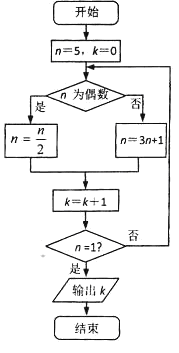 开始
n=5, k=0
n 为偶数
是
否
n = n/2
n=3n+1
k=k+1
n=1?
否
是
输出 k
结束